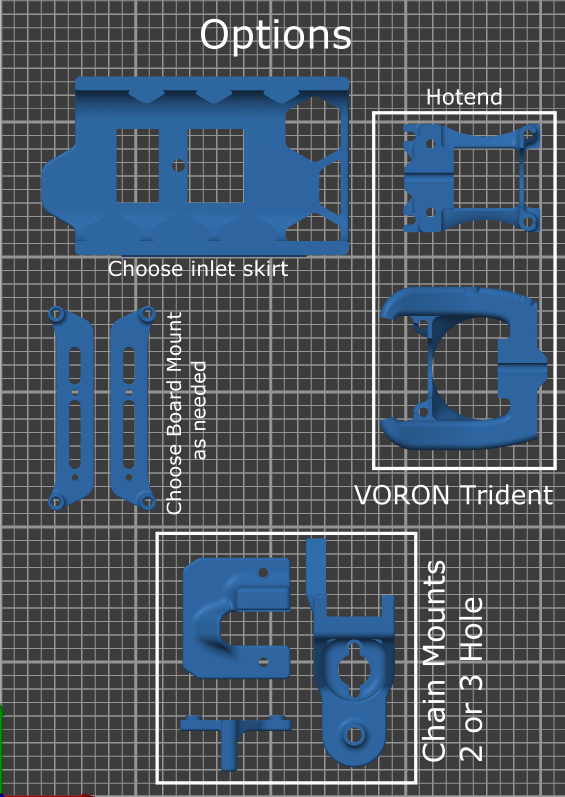 Options
Hotend
Choose inlet skirt
Choose Board Mount
as needed
VORON Trident
Chain Mounts
2 or 3 Hole